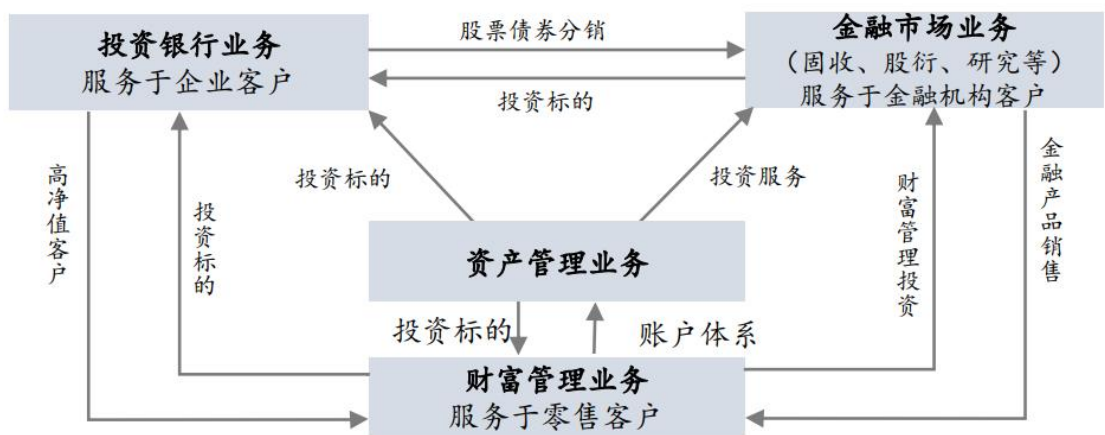 投资银行业务
服务于企业客户
股票债券分销
投资标的
金融市场业务
（固收、股衍、研究等）
服务于金融机构客户
高净值客户
投资标的
投资标的
投资服务
财富管理投资
金融产品销售
资产管理业务
投资标的
账户体系
财富管理业务
服务于零售客户